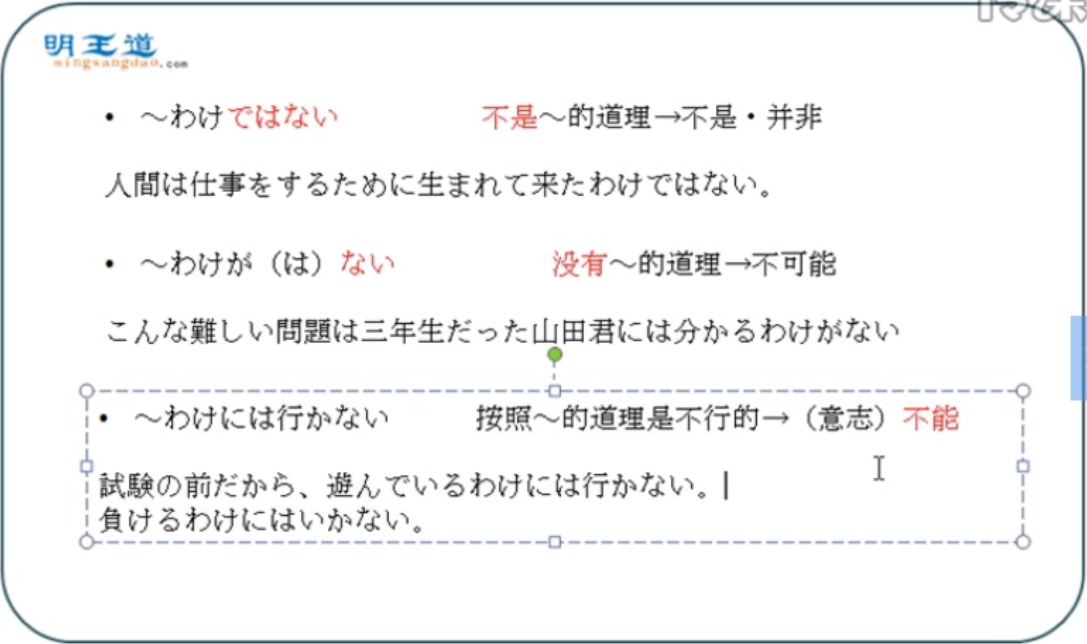 明王道
mingwangdao.com
• ～わけではない 不是～的道理→不是・并非
人間は仕事をするために生まれて来たわけではない。
• ～わけが（は）ない 没有～的道理→不可能
こんな難しい問題は三年生だった山田君には分かるわけがない
• ～わけには行かない 按照～的道理是不行的→（意志）不能
試験の前だから、遊んでいるわけには行かない。
負けるわけにはいかない。